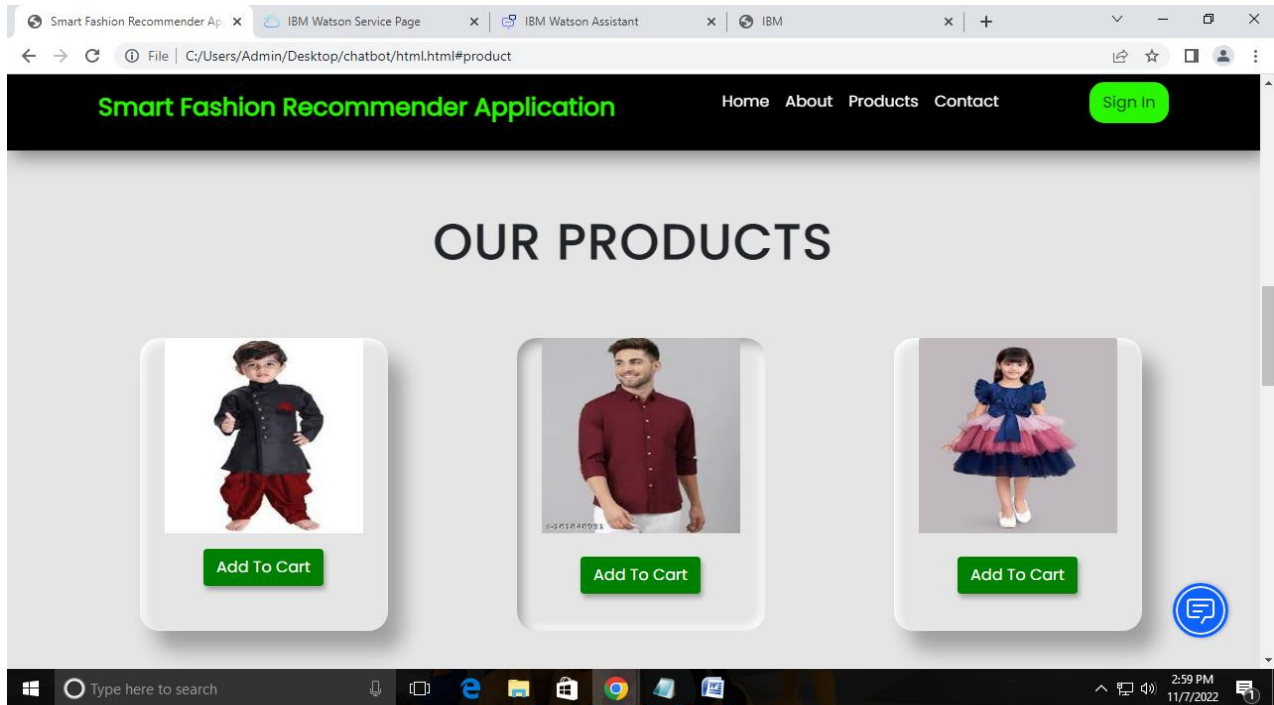 Smart Fashion Recommender Ap
IBM Watson Service Page
IBM Watson Assistant
IBM
File | C:/Users/Admin/Desktop/chatbot/html.html#product
Smart Fashion Recommender Application
Home About Products Contact
Sign In
OUR PRODUCTS
Add To Cart
Add To Cart
Add To Cart
Type here to search
2:59 PM
11/7/2022